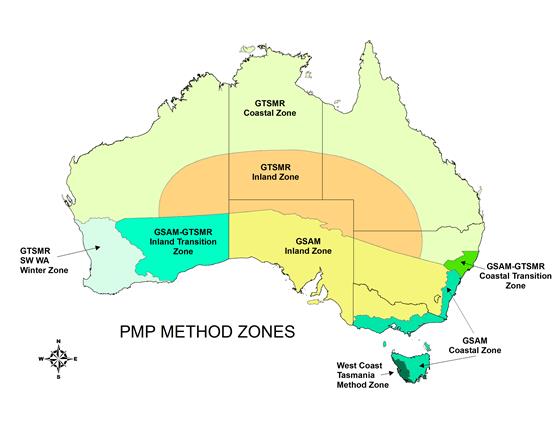 GTSMR
Coastal Zone
GTSMR
Inland Zone
GSAM-GTSMR
Inland Transition
Zone
GSAM
Inland Zone
GTSMR
SW WA
Winter Zone
GSAM-GTSMR
Coastal Transition
Zone
GSAM
Coastal Zone
West Coast
Tasmania
Method Zone
PMP METHOD ZONES
N
W
E
S